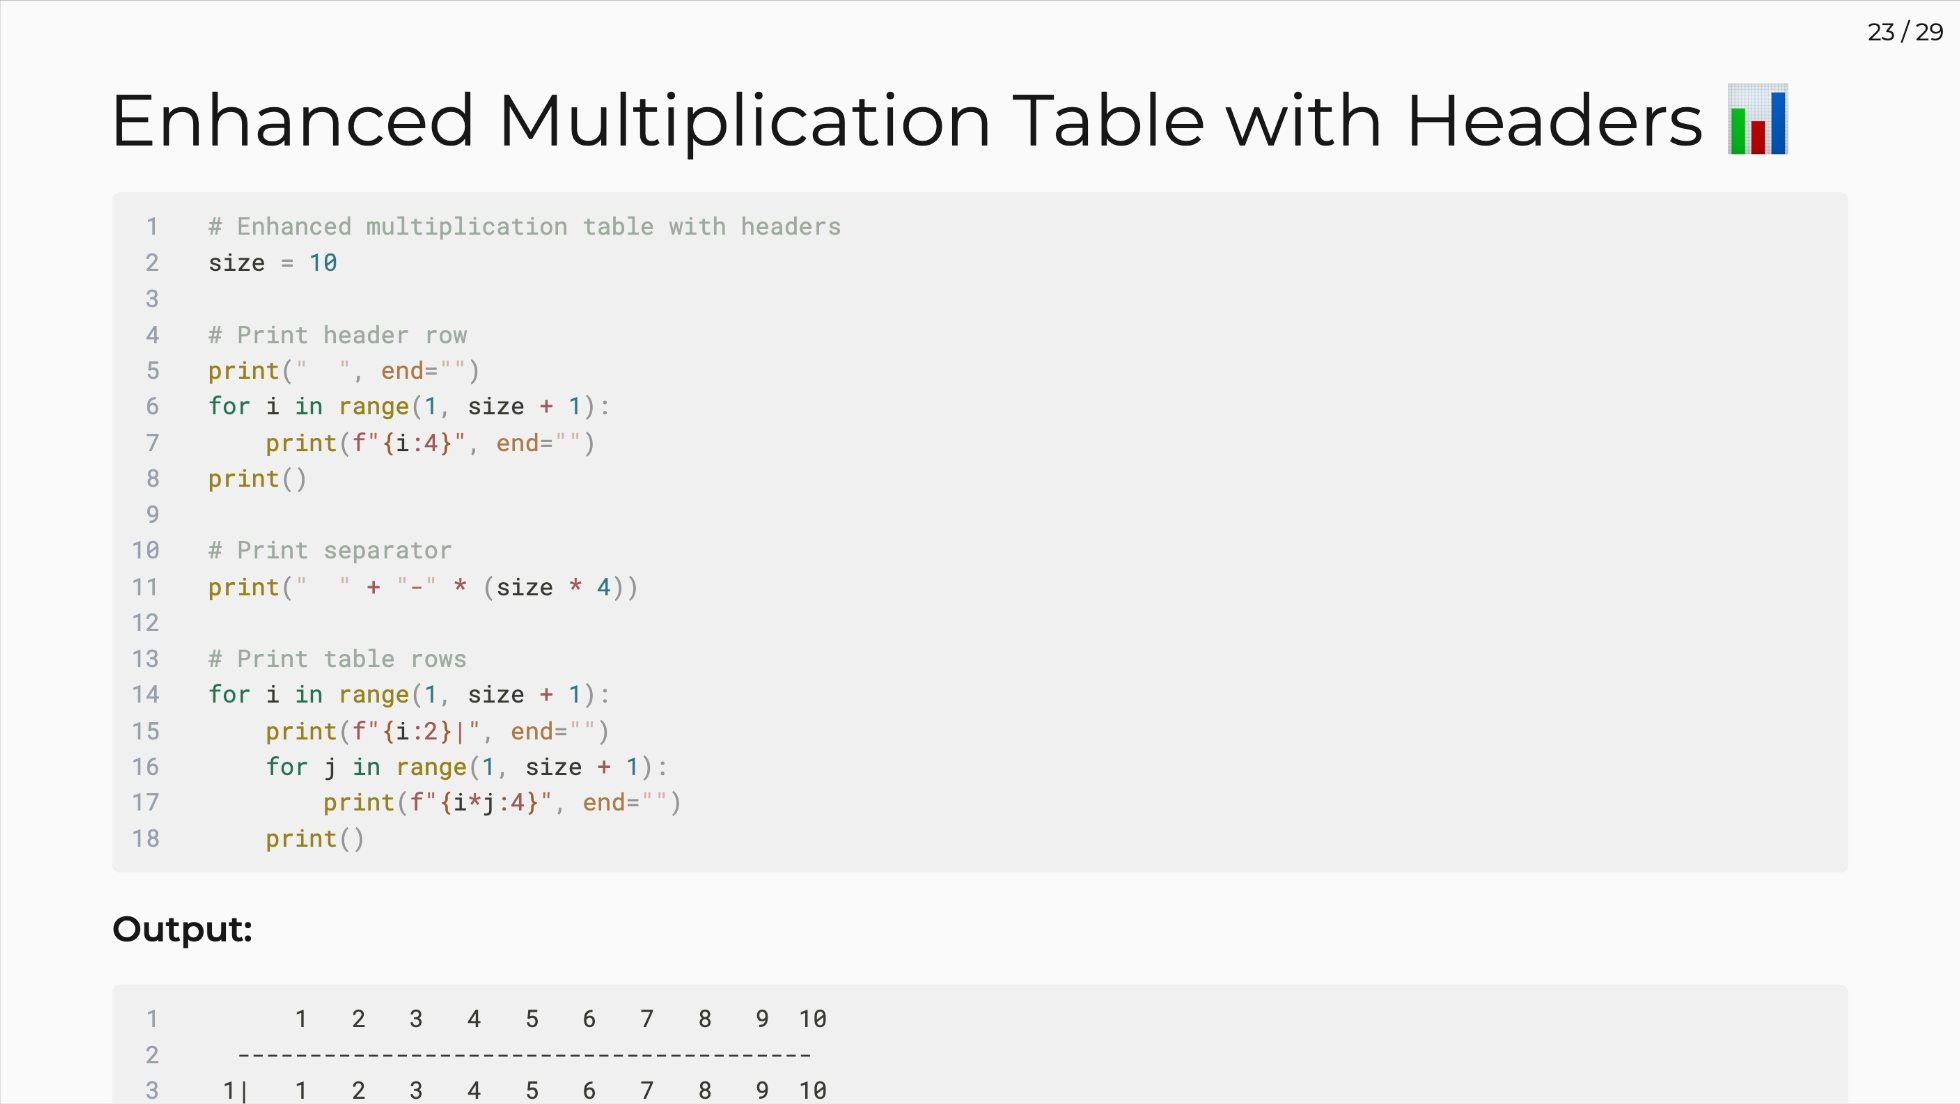 23 / 29
Enhanced Multiplication Table with Headers 📊
1 # Enhanced multiplication table with headers
2 size = 10
3
4 # Print header row
5 print("  ", end="")
6 for i in range(1, size + 1):
7     print(f"{i:4}", end="")
8 print()
9
10 # Print separator
11 print("  " + "-" * (size * 4))
12
13 # Print table rows
14 for i in range(1, size + 1):
15     print(f"{i:2}|", end="")
16     for j in range(1, size + 1):
17         print(f"{i*j:4}", end="")
18     print()
Output:
1       1   2   3   4   5   6   7   8   9  10
2   ----------------------------------------
3  1|   1   2   3   4   5   6   7   8   9  10